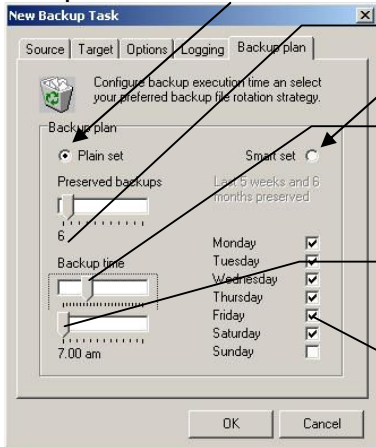 New Backup Task
Source Target Options Logging Backup plan
Configure backup execution time an select
your preferred backup file rotation strategy.
Backup plan
Plain set
Smart set
Preserved backups
Last 5 weeks and 6
months preserved
6
Backup time
7.00 am
Monday
Tuesday
Wednesday
Thursday
Friday
Saturday
Sunday
OK Cancel